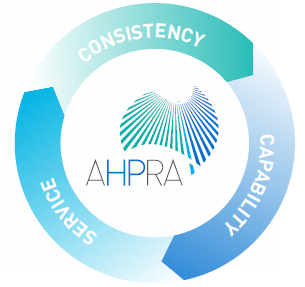 CONSISTENCY
CAPABILITY
SERVICE
AHPRA